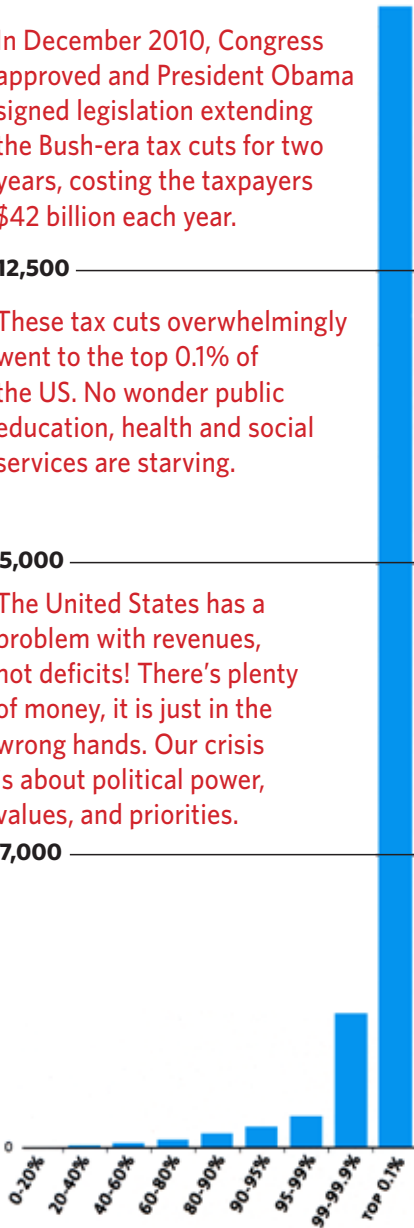 In December 2010, Congress
approved and President Obama
signed legislation extending
the Bush-era tax cuts for two
years, costing the taxpayers
$42 billion each year.
12,500
These tax cuts overwhelmingly
went to the top 0.1% of
the US. No wonder public
education, health and social
services are starving.
5,000
The United States has a
problem with revenues,
not deficits! There's plenty
of money, it is just in the
wrong hands. Our crisis
is about political power,
values, and priorities.
7,000
0
0-20%
20-40%
40-60%
60-80%
80-90%
90-95%
95-99%
99-99.9%
TOP 0.1%